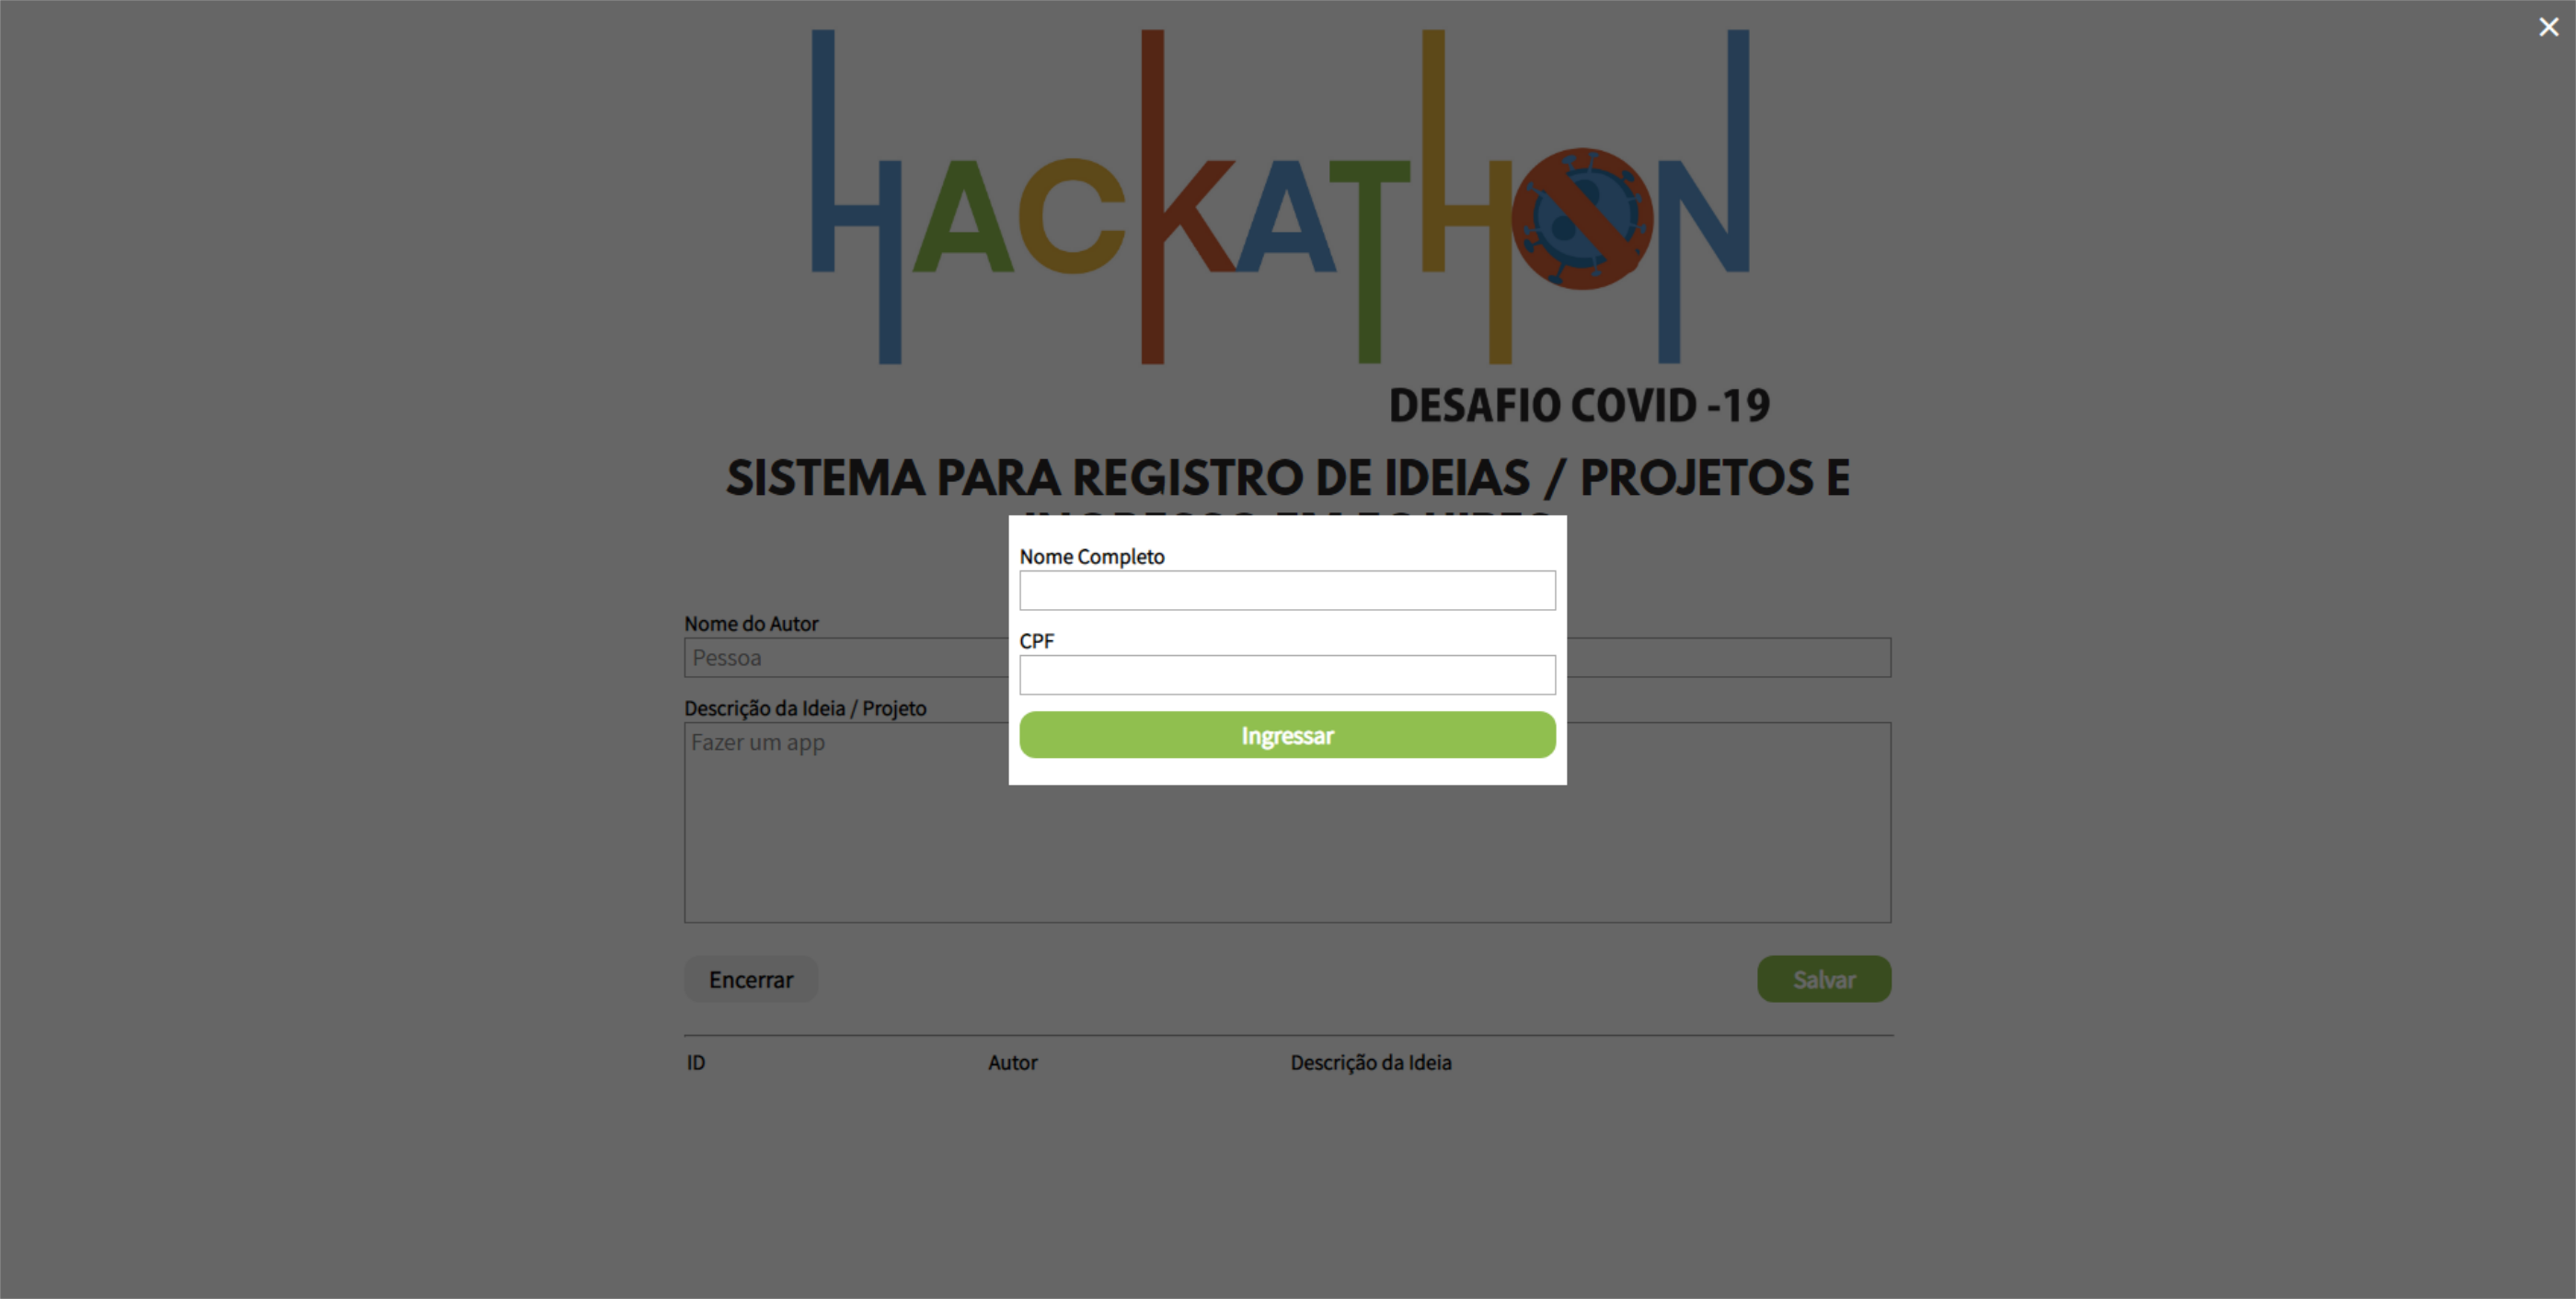 HACKATHON
DESAFIO COVID -19
SISTEMA PARA REGISTRO DE IDEIAS / PROJETOS E
Nome Completo
CPF
Ingressar
Nome do Autor
Pessoa
Descrição da Ideia / Projeto
Fazer um app
Encerrar
Salvar
ID Autor Descrição da Ideia